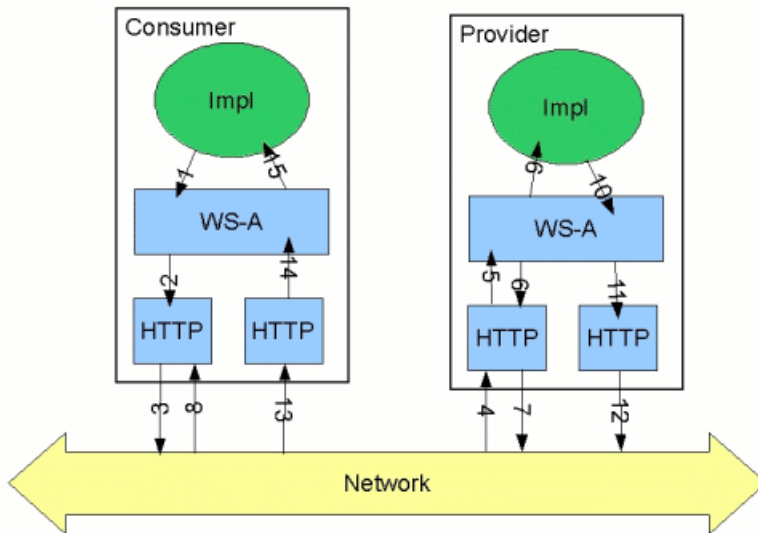 Consumer
Provider
Impl
Impl
1
15
9
10
WS-A
WS-A
2
14
5
6
11
HTTP
HTTP
HTTP
HTTP
3
8
13
4
7
12
Network